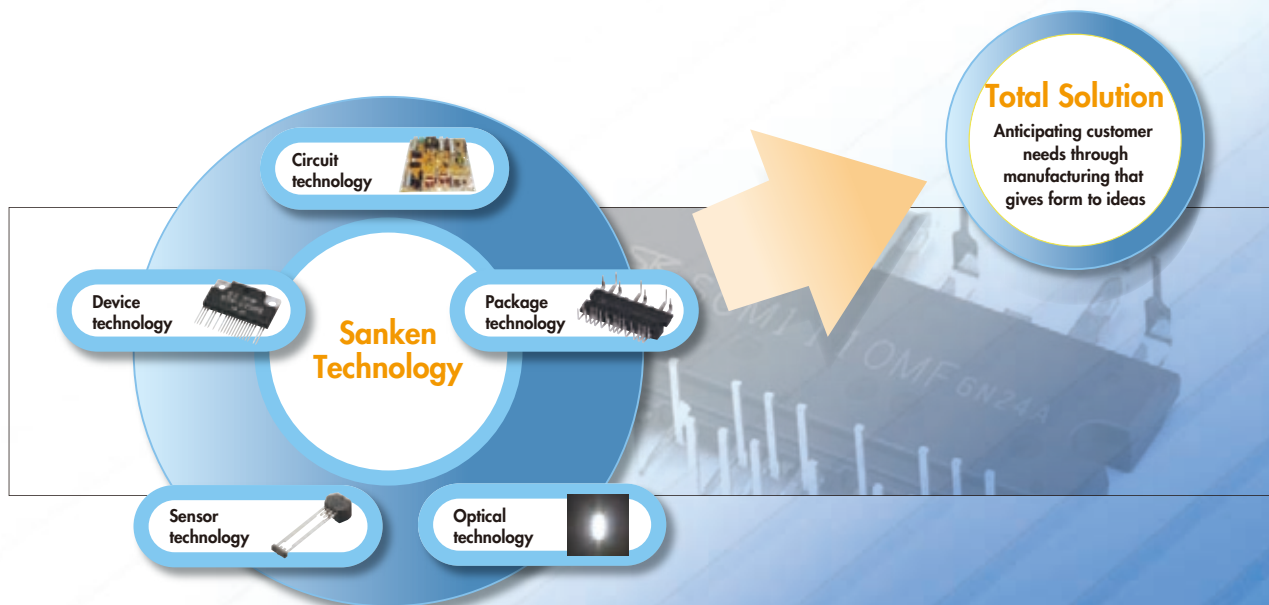 Total Solution
Anticipating customer
needs through
manufacturing that
gives form to ideas
Circuit
technology
Device
technology
Package
technology
Sanken
Technology
Sensor
technology
Optical
technology
6N24A